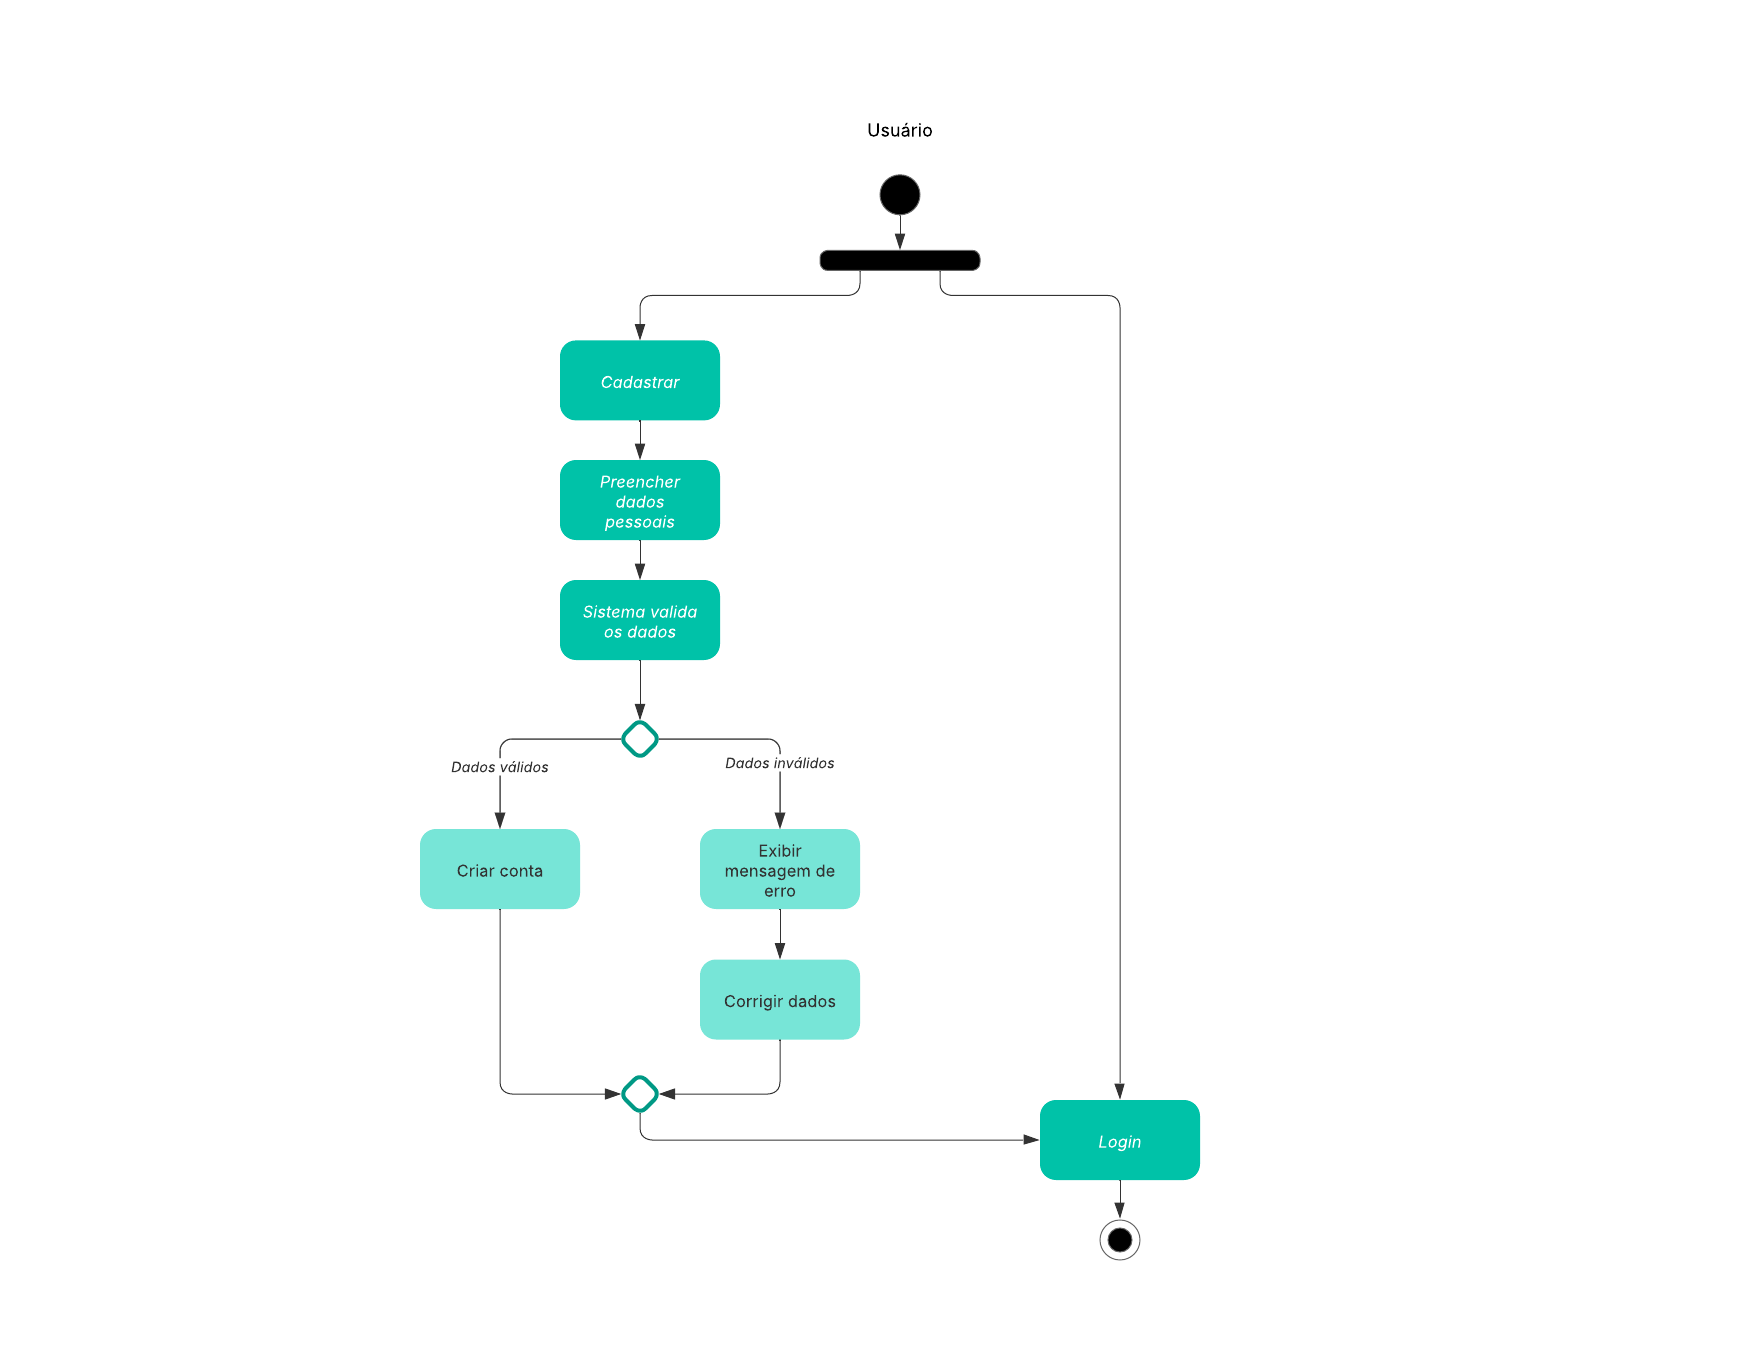 Usuário
Cadastrar
Preencher
dados
pessoais
Sistema valida
os dados
Dados válidos
Dados inválidos
Criar conta
Exibir
mensagem de
erro
Corrigir dados
Login